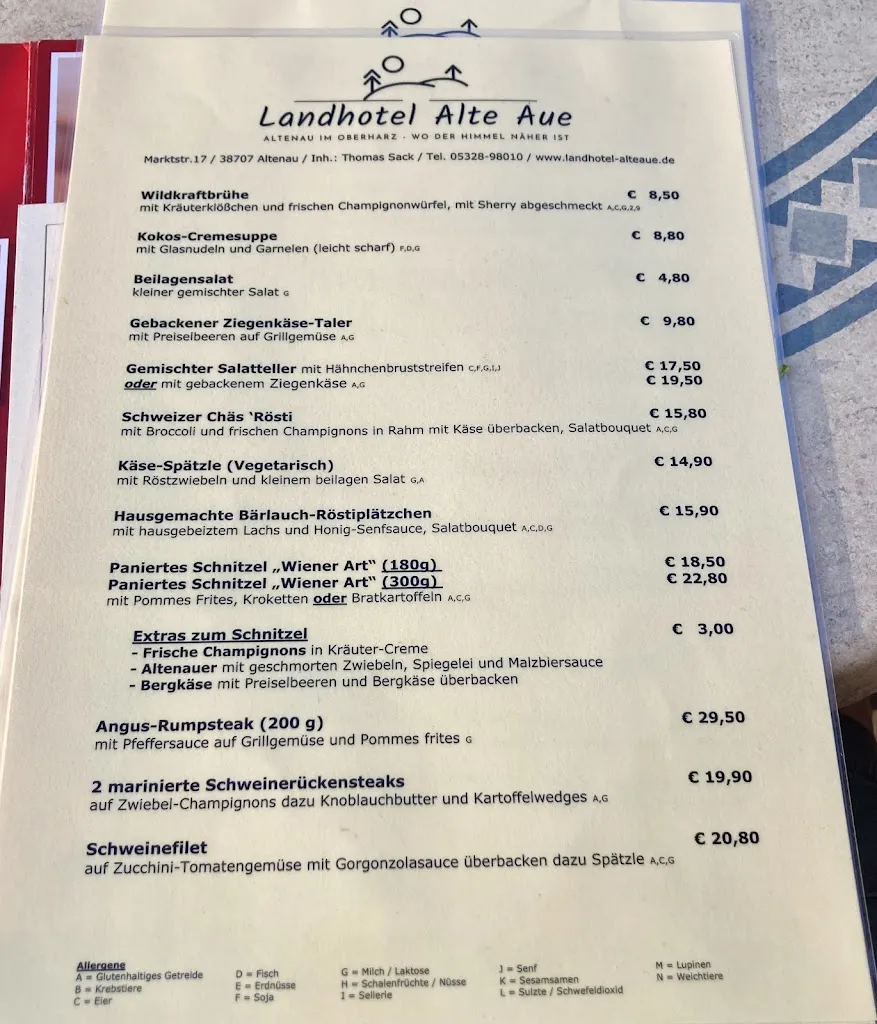 Landhotel Alte Aue
ALTENAU IM OBERHARZ - WO DER HIMMEL NÄHER IST
Marktstr.17 / 38707 Altenau / Inh.: Thomas Sack / Tel. 05328-98010 / www.landhotel-alteaue.de
Wildkraftbrühe € 8,50
mit Kräuterklößchen und frischen Champignonwürfel, mit Sherry abgeschmeckt A,C,G,2,9
Kokos-Cremesuppe € 8,80
mit Glasnudeln und Garnelen (leicht scharf) F,D,G
Beilagensalat € 4,80
kleiner gemischter Salat G
Gebackener Ziegenkäse-Taler € 9,80
mit Preiselbeeren auf Grillgemüse A,G
Gemischter Salatteller mit Hähnchenbruststreifen C,F,G,I,J € 17,50
oder mit gebackenem Ziegenkäse A,G € 19,50
Schweizer Chäs 'Rösti € 15,80
mit Broccoli und frischen Champignons in Rahm mit Käse überbacken, Salatbouquet A,C,G
Käse-Spätzle (Vegetarisch) € 14,90
mit Röstzwiebeln und kleinem beilagen Salat G,A
Hausgemachte Bärlauch-Röstiplätzchen € 15,90
mit hausgebeiztem Lachs und Honig-Senfsauce, Salatbouquet A,C,D,G
Paniertes Schnitzel „Wiener Art" (180g) € 18,50
Paniertes Schnitzel „Wiener Art" (300g) € 22,80
mit Pommes Frites, Kroketten oder Bratkartoffeln A,C,G
Extras zum Schnitzel € 3,00
- Frische Champignons in Kräuter-Creme
- Altenauer mit geschmorten Zwiebeln, Spiegelei und Malzbiersauce
- Bergkäse mit Preiselbeeren und Bergkäse überbacken
Angus-Rumpsteak (200 g) € 29,50
mit Pfeffersauce auf Grillgemüse und Pommes frites G
2 marinierte Schweinerückensteaks € 19,90
auf Zwiebel-Champignons dazu Knoblauchbutter und Kartoffelwedges A,G
Schweinefilet € 20,80
auf Zucchini-Tomatengemüse mit Gorgonzolasauce überbacken dazu Spätzle A,C,G
Allergene
A = Glutenhaltiges Getreide
B = Krebstiere
C = Eier
D = Fisch
E = Erdnüsse
F = Soja
G = Milch / Laktose
H = Schalenfrüchte / Nüsse
I = Sellerie
J = Senf
K = Sesamsamen
L = Sulzte / Schwefeldioxid
M = Lupinen
N = Weichtiere